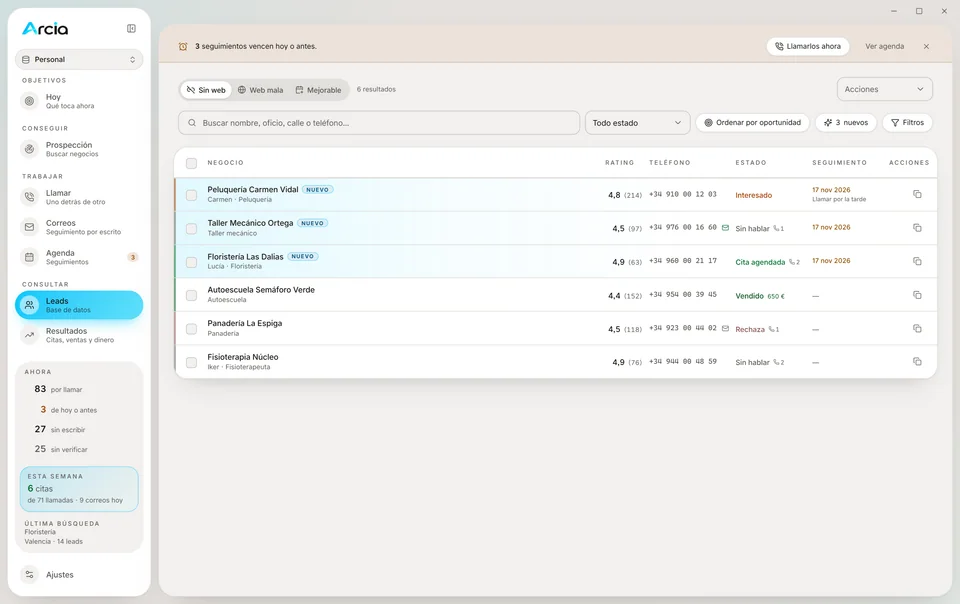 Arcia
Personal
OBJETIVOS
Hoy
Qué toca ahora
CONSEGUIR
Prospección
Buscar negocios
TRABAJAR
Llamar
Uno detrás de otro
Correos
Seguimiento por escrito
Agenda
Seguimientos
3
CONSULTAR
Leads
Base de datos
Resultados
Citas, ventas y dinero
AHORA
83 por llamar
3 de hoy o antes
27 sin escribir
25 sin verificar
ESTA SEMANA
6 citas
de 71 llamadas · 9 correos hoy
ÚLTIMA BÚSQUEDA
Floristería
Valencia · 14 leads
Ajustes
3 seguimientos vencen hoy o antes.
Llamarlos ahora
Ver agenda
Sin web
Web mala
Mejorable
6 resultados
Acciones
Buscar nombre, oficio, calle o teléfono...
Todo estado
Ordenar por oportunidad
3 nuevos
Filtros
NEGOCIO RATING TELÉFONO ESTADO SEGUIMIENTO ACCIONES
Peluquería Carmen Vidal NUEVO 4,8 (214) +34 910 00 12 03 Interesado 17 nov 2026
Carmen · Peluquería Llamar por la tarde
Taller Mecánico Ortega NUEVO 4,5 (97) +34 976 00 16 60 Sin hablar 1 17 nov 2026
Taller mecánico
Floristería Las Dalias NUEVO 4,9 (63) +34 960 00 21 17 Cita agendada 2 17 nov 2026
Lucía · Floristería
Autoescuela Semáforo Verde 4,4 (152) +34 954 00 39 45 Vendido 650 € —
Autoescuela
Panadería La Espiga 4,5 (118) +34 923 00 44 02 Rechaza 1 —
Panadería
Fisioterapia Núcleo 4,9 (76) +34 944 00 48 59 Sin hablar 2 —
Iker · Fisioterapeuta